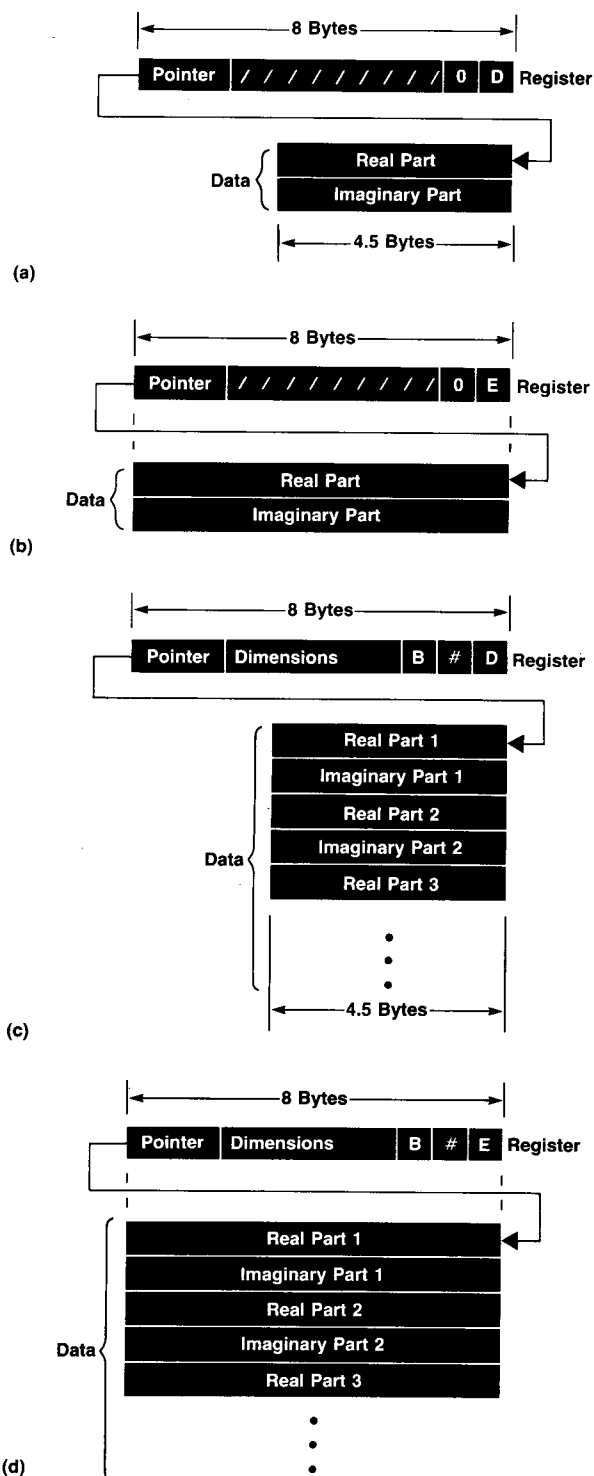 8 Bytes
Pointer / / / / / / / / / 0 D Register
Data
Real Part
Imaginary Part
4.5 Bytes
(a)
8 Bytes
Pointer / / / / / / / / / 0 E Register
Data
Real Part
Imaginary Part
(b)
8 Bytes
Pointer Dimensions B # D Register
Real Part 1
Imaginary Part 1
Real Part 2
Imaginary Part 2
Data
Real Part 3
4.5 Bytes
(c)
8 Bytes
Pointer Dimensions B # E Register
Real Part 1
Imaginary Part 1
Real Part 2
Imaginary Part 2
Data
Real Part 3
(d)